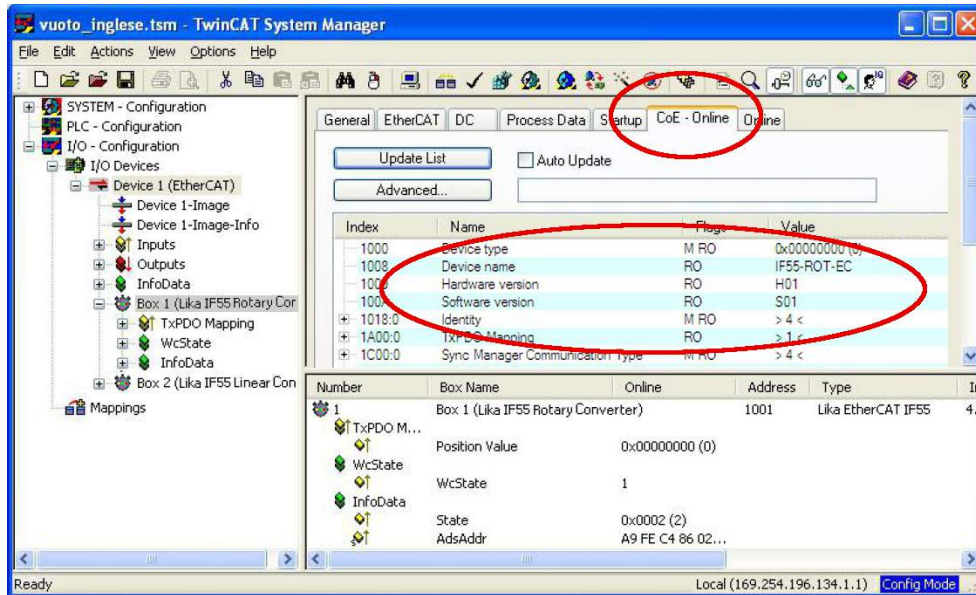 vuoto_inglese.tsm - TwinCAT System Manager
File Edit Actions View Options Help
SYSTEM - Configuration
PLC - Configuration
I/O - Configuration
I/O Devices
Device 1 (EtherCAT)
Device 1-Image
Device 1-Image-Info
Inputs
Outputs
InfoData
Box 1 (Lika IF55 Rotary Con
TxPDO Mapping
WcState
InfoData
Box 2 (Lika IF55 Linear Con
Mappings
General EtherCAT DC Process Data Startup CoE - Online Online
Update List Auto Update
Advanced...
Index Name Flags Value
1000 Device type M RO 0x00000000 (0)
1008 Device name RO IF55-ROT-EC
1009 Hardware version RO H01
100A Software version RO S01
1018:0 Identity M RO > 4 <
1A00:0 TxPDO Mapping RO > 1 <
1C00:0 Sync Manager Communication Type M RO > 4 <
Number Box Name Online Address Type
1 Box 1 (Lika IF55 Rotary Converter) 1001 Lika EtherCAT IF55 4.
TxPDO M...
Position Value 0x00000000 (0)
WcState
WcState 1
InfoData
State 0x0002 (2)
AdsAddr A9 FE C4 86 02...
Ready Local (169.254.196.134.1.1) Config Mode